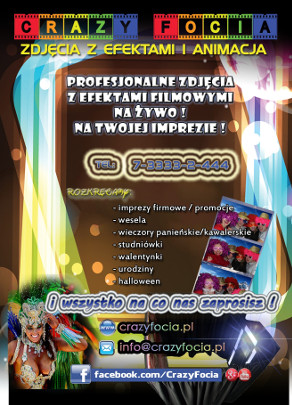 CRAZY FOCIA
ZDJĘCIA Z EFEKTAMI I ANIMACJA
PROFESJONALNE ZDJĘCIA
Z EFEKTAMI FILMOWYMI
NA ŻYWO !
NA TWOJEJ IMPREZIE !
TEL: 7-3333-2-444
ROZKRĘCAMY:
- imprezy firmowe / promocje
- wesela
- wieczory panieńskie/kawalerskie
- studniówki
- walentynki
- urodziny
- halloween
i wszystko na co nas zaprosisz !
www crazyfocia.pl
info@crazyfocia.pl
f facebook.com/CrazyFocia